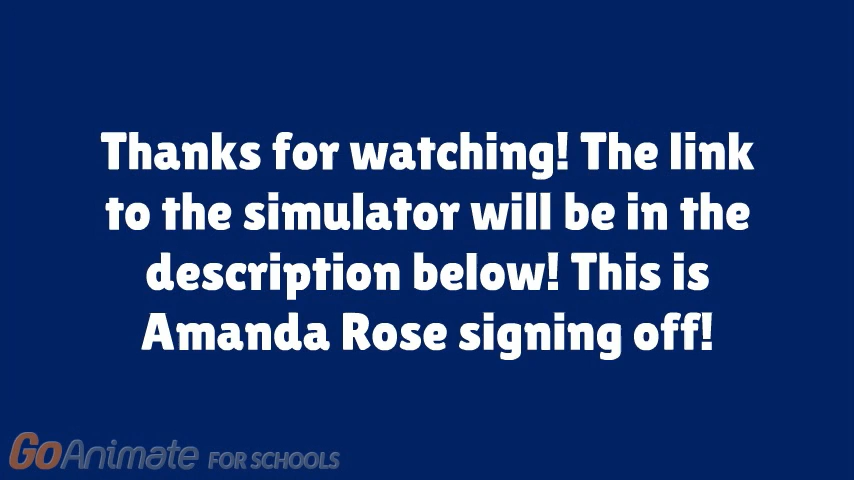 Thanks for watching! The link
to the simulator will be in the
description below! This is
Amanda Rose signing off!
GoAnimate FOR SCHOOLS